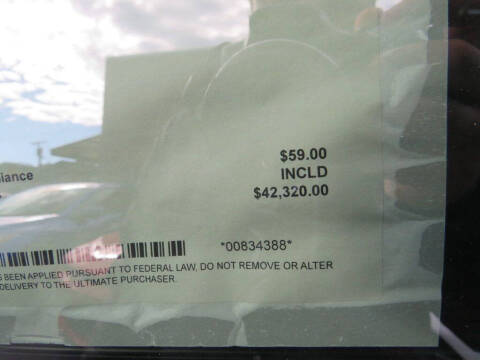 $59.00
iance
INCLD
$42,320.00
*00834388*
BEEN APPLIED PURSUANT TO FEDERAL LAW, DO NOT REMOVE OR ALTER
DELIVERY TO THE ULTIMATE PURCHASER.